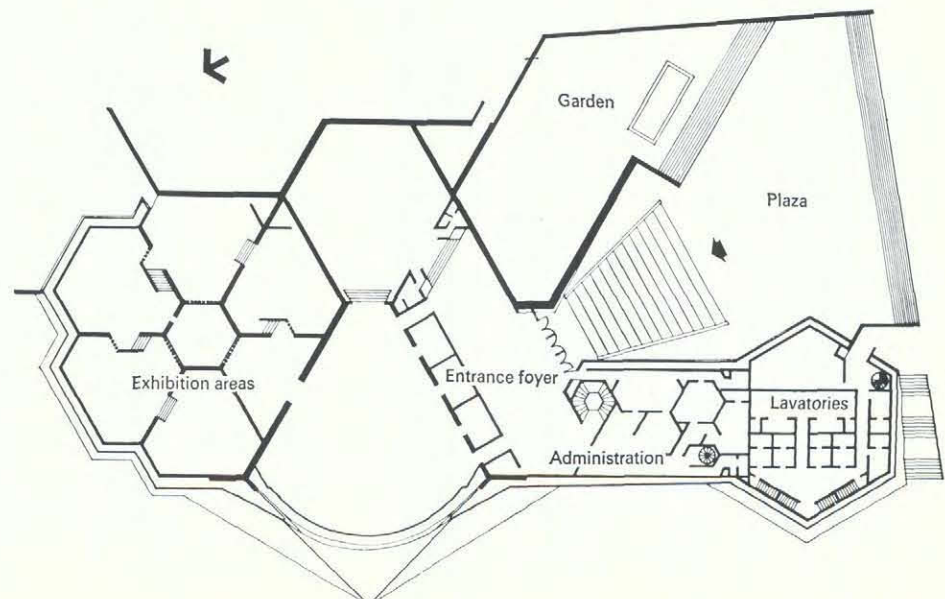 Garden
Plaza
Exhibition areas
Entrance foyer
Lavatories
Administration